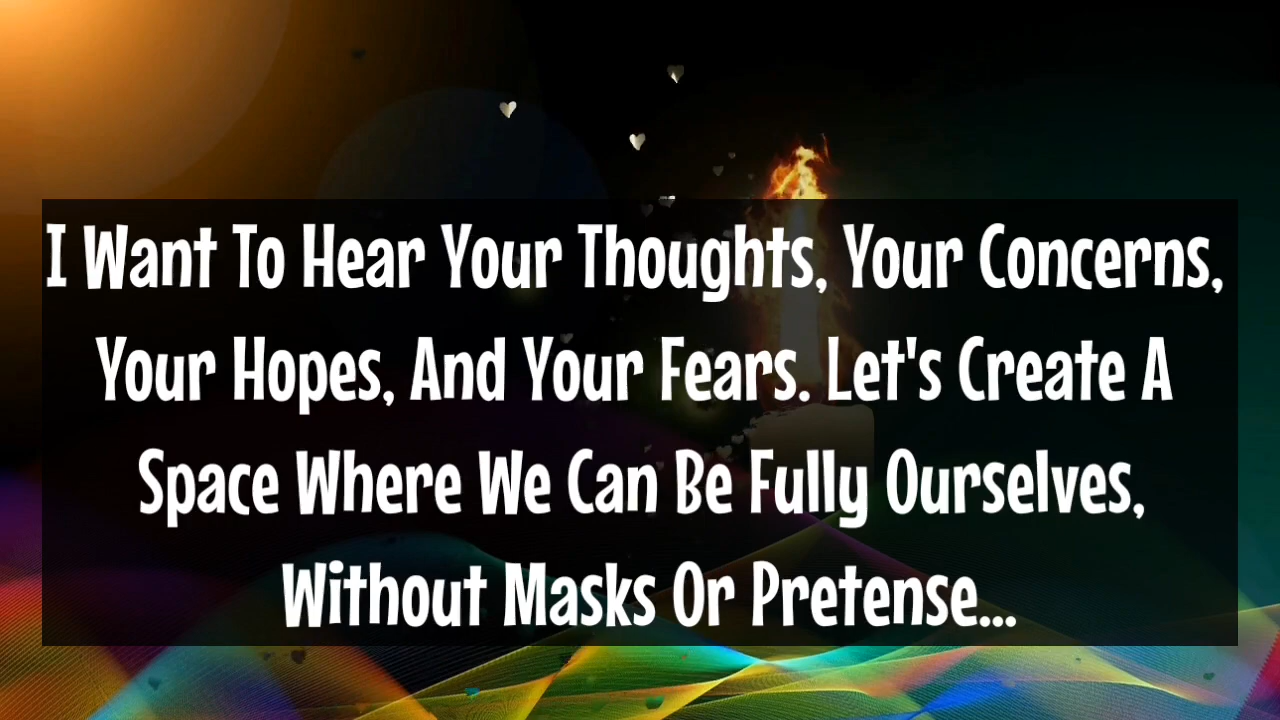 I Want To Hear Your Thoughts, Your Concerns,
Your Hopes, And Your Fears. Let's Create A
Space Where We Can Be Fully Ourselves,
Without Masks Or Pretense...